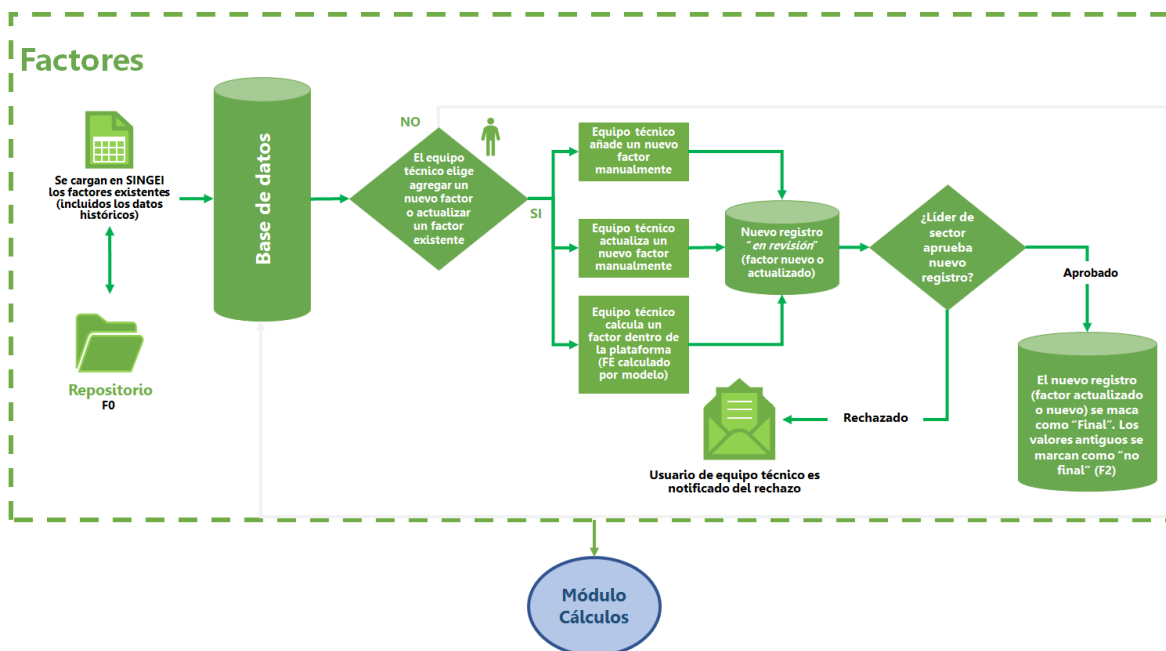 Factores
Se cargan en SINGEI
los factores existentes
(incluidos los datos
históricos)
Repositorio
F0
Base de datos
NO
El equipo
técnico elige
agregar un
nuevo factor
o actualizar
un factor
existente
SI
Equipo técnico
añade un nuevo
factor
manualmente
Equipo técnico
actualiza un
nuevo factor
manualmente
Equipo técnico
calcula un
factor dentro de
la plataforma
(FE calculado
por modelo)
Nuevo registro
"en revisión"
(factor nuevo o
actualizado)
¿Líder de
sector
aprueba
nuevo
registro?
Aprobado
Rechazado
Usuario de equipo técnico es
notificado del rechazo
El nuevo registro
(factor actualizado
o nuevo) se maca
como "Final". Los
valores antiguos se
marcan como "no
final" (F2)
Módulo
Cálculos